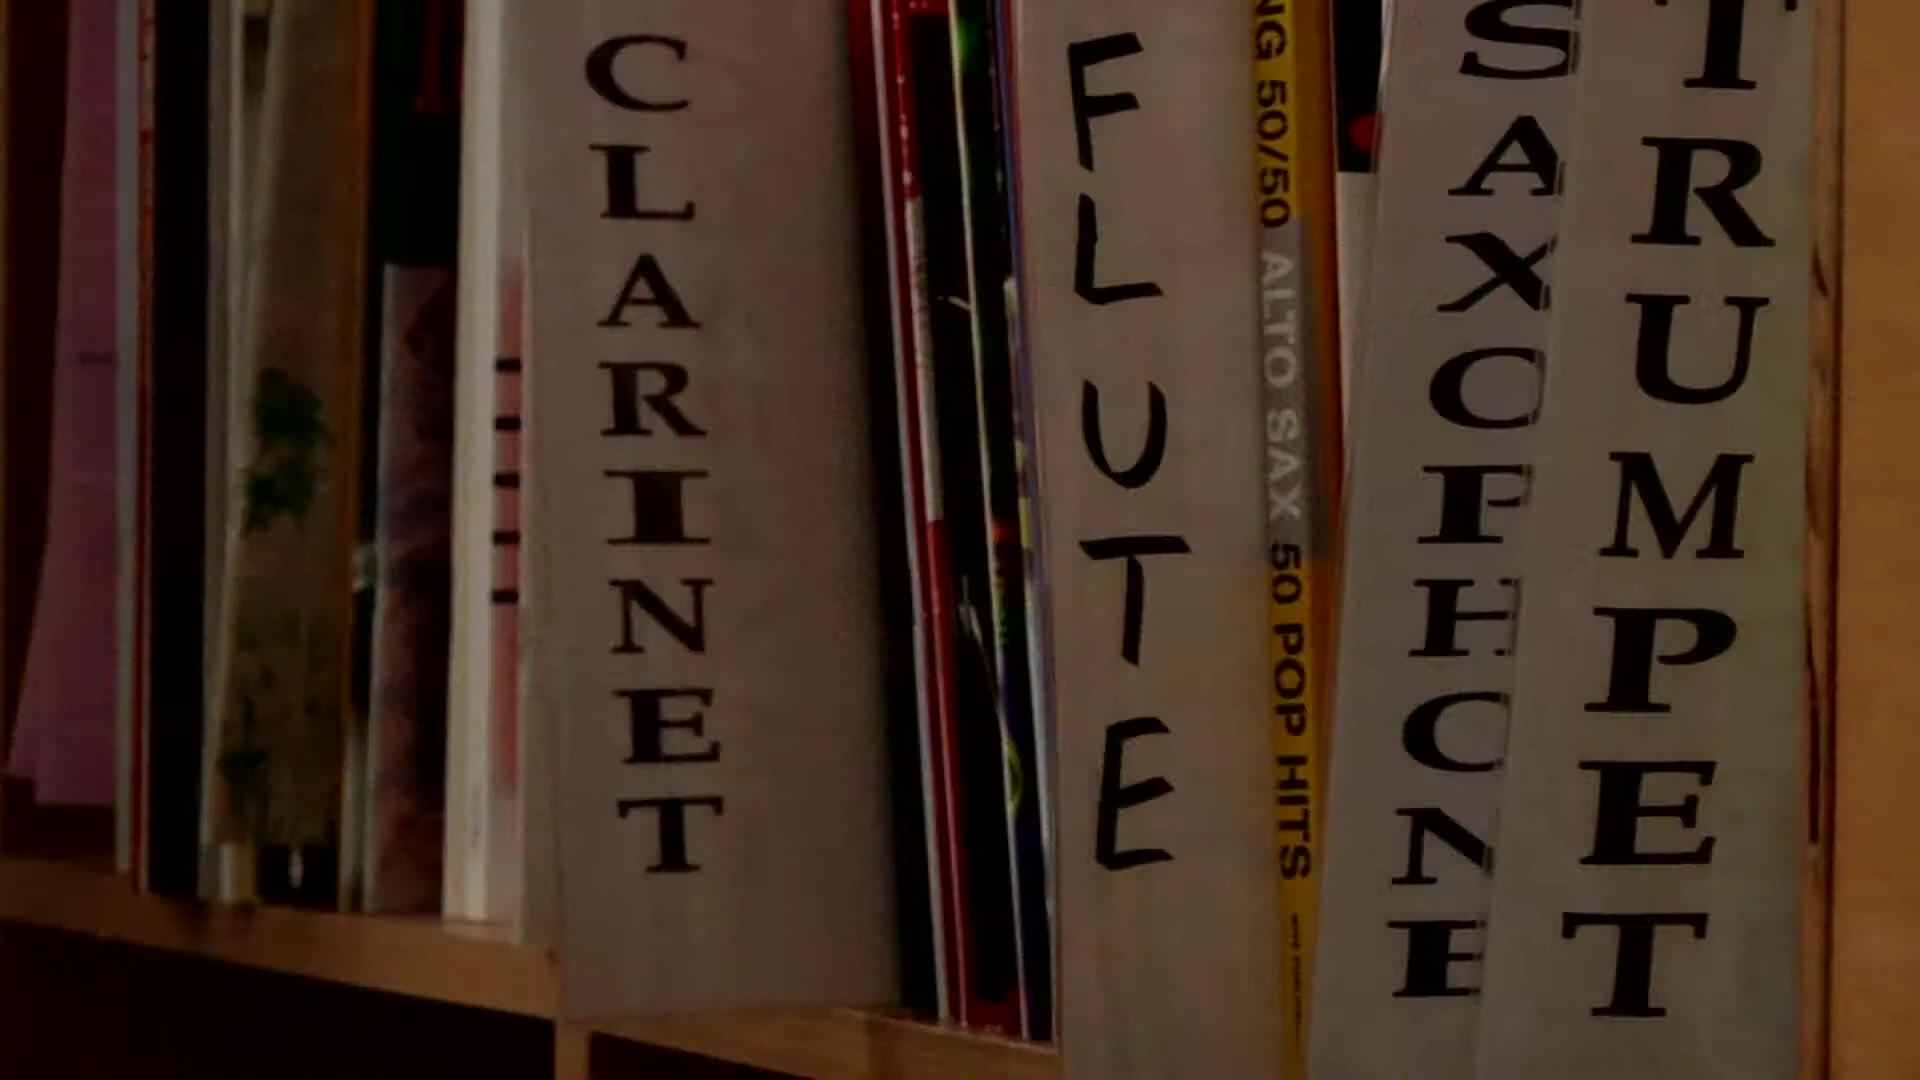 CLARINET
FLUTE
NG 50/50 ALTO SAX 50 POP HITS
SAXOPHONE
TRUMPET